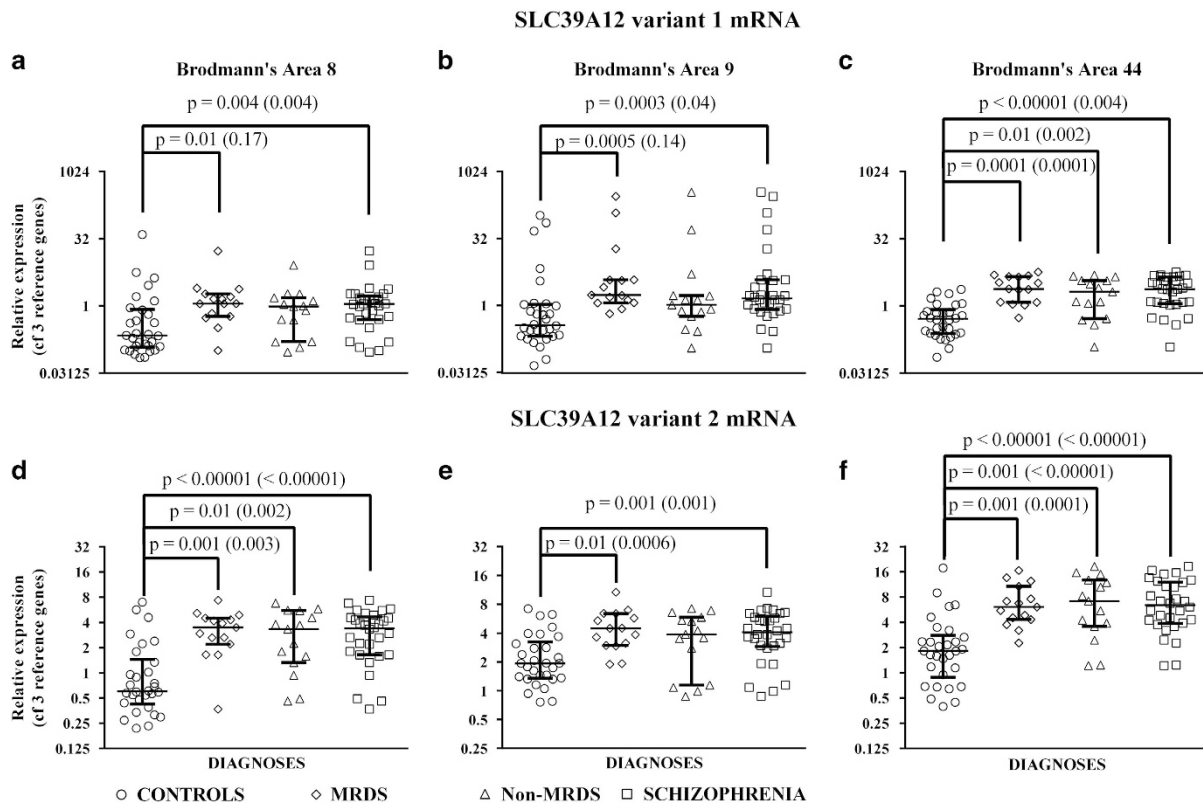 SLC39A12 variant 1 mRNA
a
Brodmann's Area 8
p = 0.004 (0.004)
p = 0.01 (0.17)
Relative expression
(cf 3 reference genes)
1024
32
1
0.03125
b
Brodmann's Area 9
p = 0.0003 (0.04)
p = 0.0005 (0.14)
1024
32
1
0.03125
c
Brodmann's Area 44
p < 0.00001 (0.004)
p = 0.01 (0.002)
p = 0.0001 (0.0001)
1024
32
1
0.03125
SLC39A12 variant 2 mRNA
d
p < 0.00001 (< 0.00001)
p = 0.01 (0.002)
p = 0.001 (0.003)
Relative expression
(cf 3 reference genes)
32
16
8
4
2
1
0.5
0.25
0.125
DIAGNOSES
e
p = 0.001 (0.001)
p = 0.01 (0.0006)
32
16
8
4
2
1
0.5
0.25
DIAGNOSES
f
p < 0.00001 (< 0.00001)
p = 0.001 (< 0.00001)
p = 0.001 (0.0001)
32
16
8
4
2
1
0.5
0.25
0.125
DIAGNOSES
CONTROLS
MRDS
Non-MRDS
SCHIZOPHRENIA